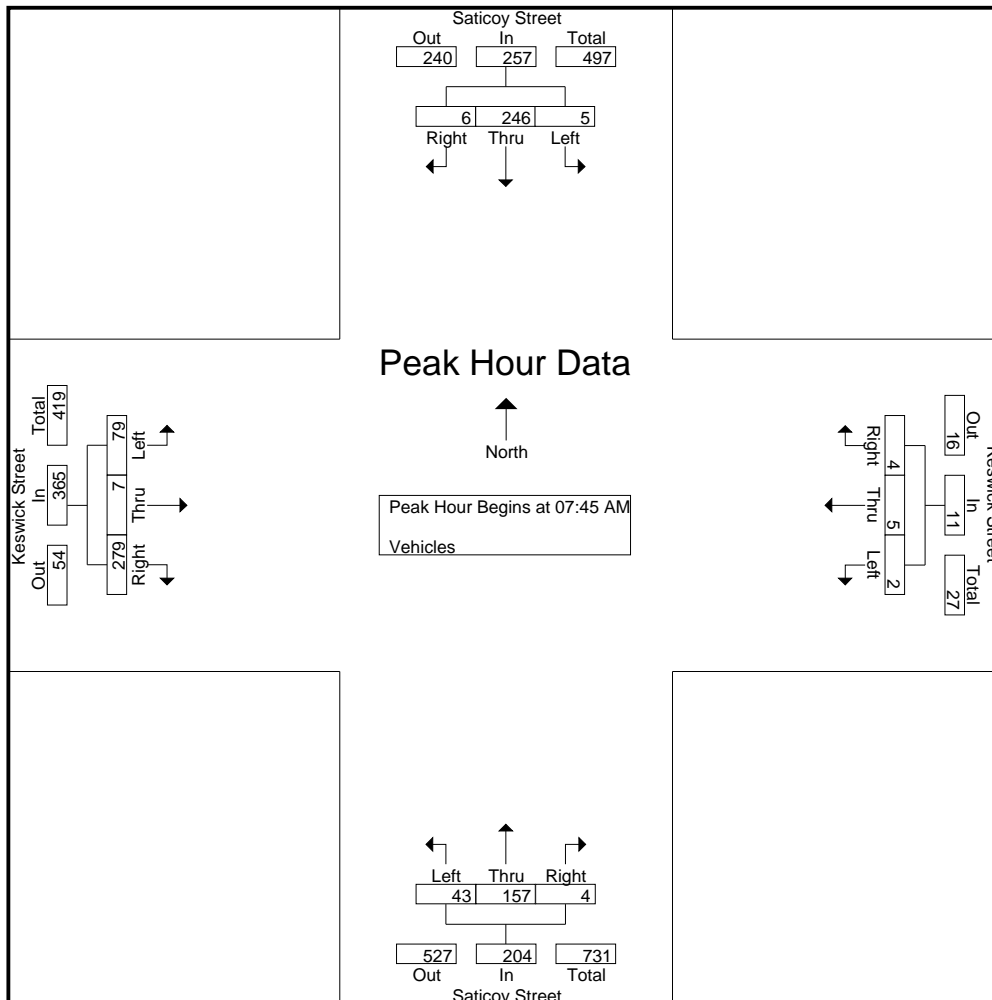 Saticoy Street
Out In Total
240 257 497
6 246 5
Right Thru Left
Peak Hour Data
North
Peak Hour Begins at 07:45 AM
Vehicles
Keswick Street
Total In Out
419 365 54
79 7 279
Left Thru Right
Right Thru Left
4 5 2
Out In Total
16 11 27
Keswick Street
Left Thru Right
43 157 4
527 204 731
Out In Total
Saticoy Street